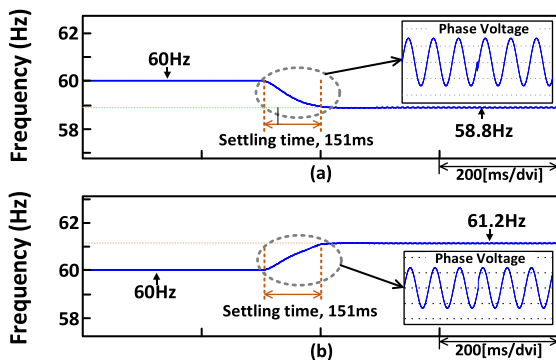 Frequency (Hz)
62
60
58
60Hz
Phase Voltage
Settling time, 151ms
58.8Hz
200[ms/dvi]
(a)
Frequency (Hz)
62
60
58
61.2Hz
60Hz
Phase Voltage
Settling time, 151ms
200[ms/dvi]
(b)